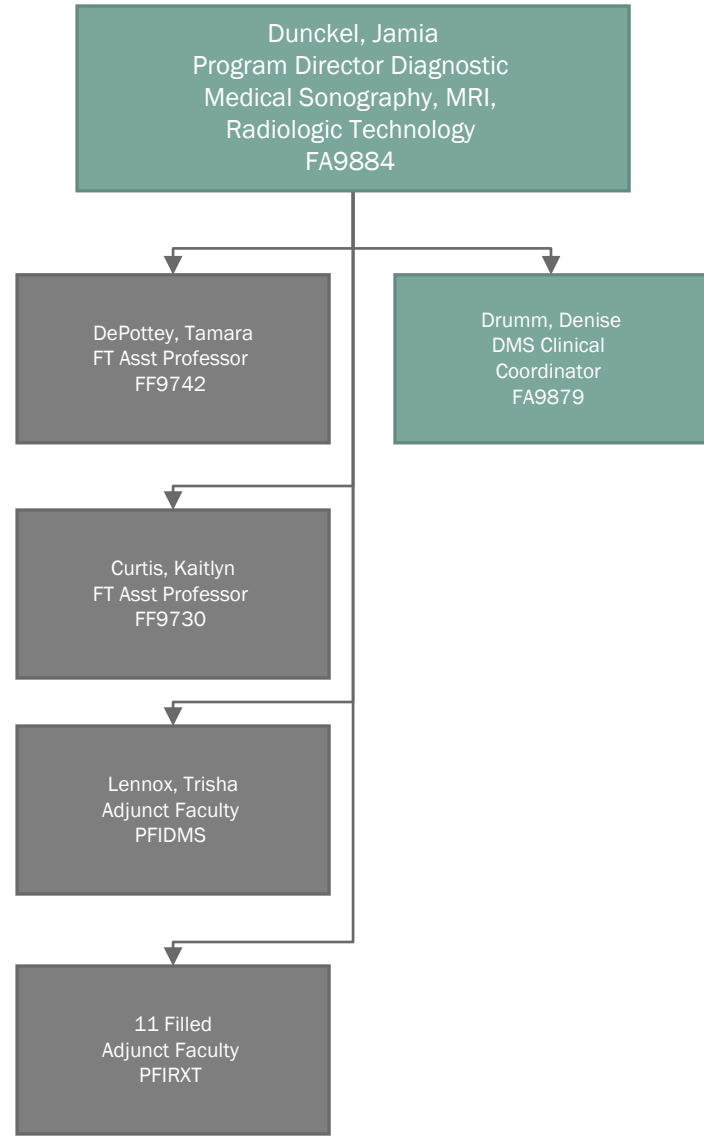 Dunckel, Jamia
Program Director Diagnostic
Medical Sonography, MRI,
Radiologic Technology
FA9884
DePottey, Tamara
FT Asst Professor
FF9742
Drumm, Denise
DMS Clinical
Coordinator
FA9879
Curtis, Kaitlyn
FT Asst Professor
FF9730
Lennox, Trisha
Adjunct Faculty
PFIDMS
11 Filled
Adjunct Faculty
PFIRXT